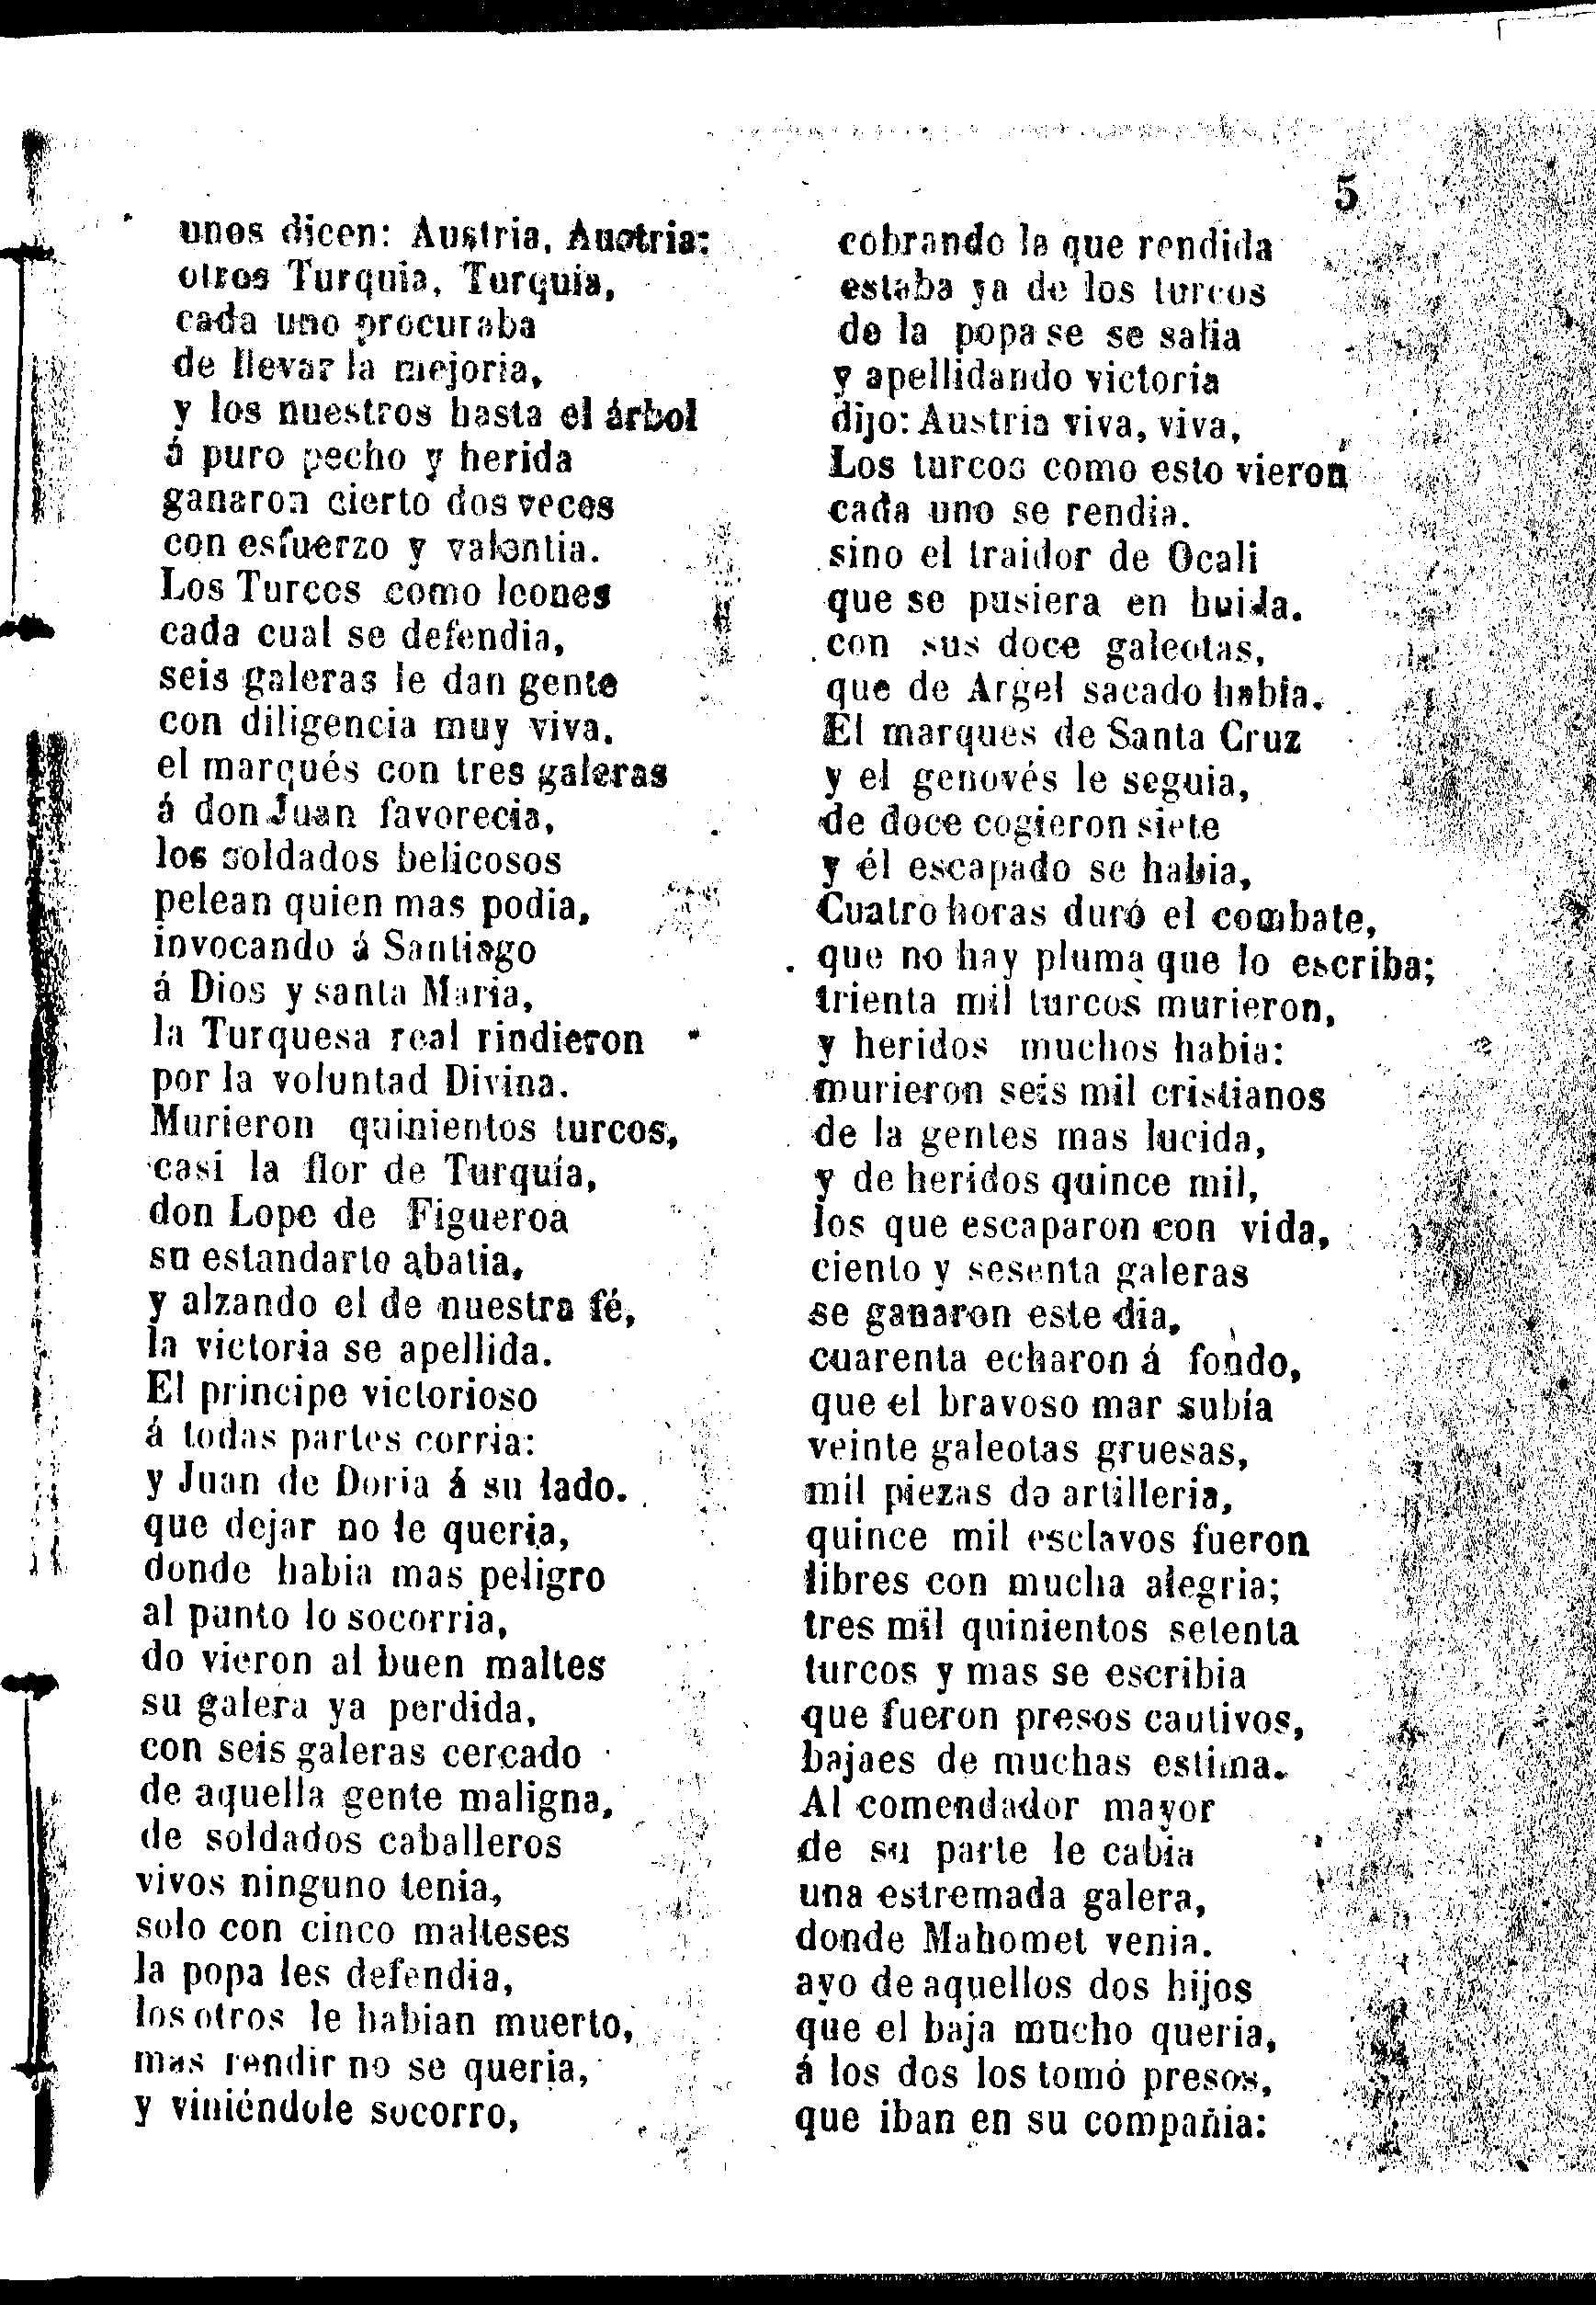 5
unos dicen: Austria, Austria:
otros Turquia, Turquia,
cada uno procuraba
de llevar la mejoria,
y los nuestros hasta el árbol
á puro pecho y herida
ganaron cierto dos veces
con esfuerzo y valentia.
Los Turcos como leones
cada cual se defendia,
seis galeras le dan gente
con diligencia muy viva.
el marqués con tres galeras
á don Juan favorecia,
los soldados belicosos
pelean quien mas podia,
invocando á Santiago
á Dios y santa Maria,
la Turquesa real rindieron
por la voluntad Divina.
Murieron quinientos turcos,
casi la flor de Turquía,
don Lope de Figueroa
su estandarte abatia,
y alzando el de nuestra fé,
la victoria se apellida.
El principe victorioso
á todas partes corria:
y Juan de Doria á su lado.
que dejar no le queria,
donde habia mas peligro
al punto lo socorria,
do vieron al buen maltes
su galera ya perdida,
con seis galeras cercado
de aquella gente maligna,
de soldados caballeros
vivos ninguno tenia,
solo con cinco malteses
la popa les defendia,
los otros le habian muerto,
mas rendir no se queria,
y viniéndole socorro,
cobrando la que rendida
estaba ya de los turcos
de la popa se se salia
y apellidando victoria
dijo: Austria viva, viva,
Los turcos como esto vieron
cada uno se rendia.
sino el traidor de Ocali
que se pusiera en huida.
con sus doce galeotas,
que de Argel sacado habia.
El marques de Santa Cruz
y el genovés le seguia,
de doce cogieron siete
y él escapado se habia,
Cuatro horas duró el combate,
que no hay pluma que lo escriba;
trienta mil turcos murieron,
y heridos muchos habia:
murieron seis mil cristianos
de la gentes mas lucida,
y de heridos quince mil,
los que escaparon con vida,
ciento y sesenta galeras
se ganaron este dia,
cuarenta echaron á fondo,
que el bravoso mar subía
veinte galeotas gruesas,
mil piezas de artilleria,
quince mil esclavos fueron
libres con mucha alegria;
tres mil quinientos setenta
turcos y mas se escribia
que fueron presos cautivos,
bajaes de muchas estima.
Al comendador mayor
de su parte le cabia
una estremada galera,
donde Mahomet venia.
ayo de aquellos dos hijos
que el baja mucho queria,
á los dos los tomó presos,
que iban en su compañia: